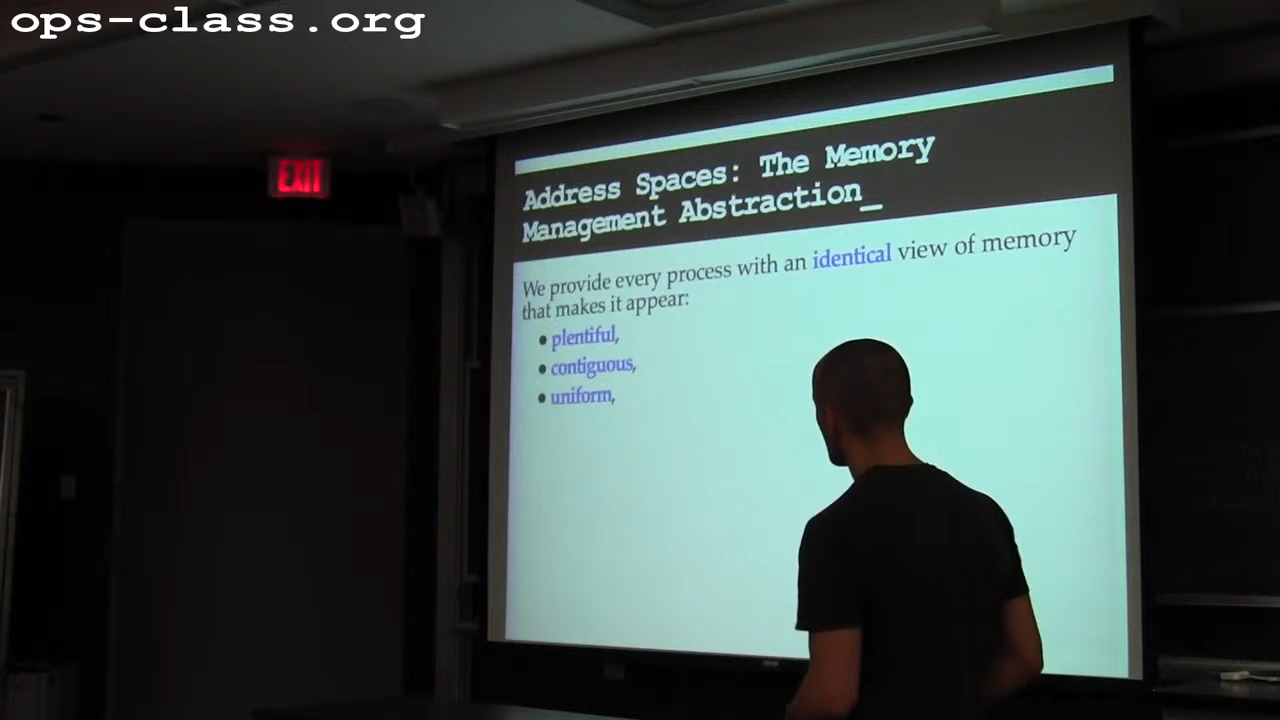 ops-class.org
EXIT
Address Spaces: The Memory
Management Abstraction_
We provide every process with an identical view of memory
that makes it appear:
• plentiful,
• contiguous,
• uniform,